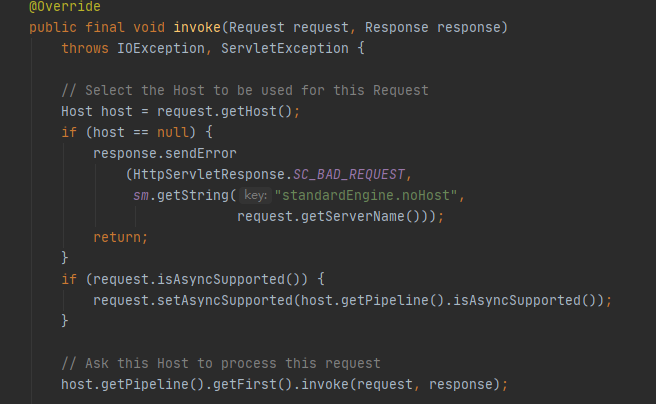 @Override
public final void invoke(Request request, Response response)
    throws IOException, ServletException {
    // Select the Host to be used for this Request
    Host host = request.getHost();
    if (host == null) {
        response.sendError
            (HttpServletResponse.SC_BAD_REQUEST,
             sm.getString( key: "standardEngine.noHost",
                          request.getServerName()));
        return;
    }
    if (request.isAsyncSupported()) {
        request.setAsyncSupported(host.getPipeline().isAsyncSupported());
    }
    // Ask this Host to process this request
    host.getPipeline().getFirst().invoke(request, response);